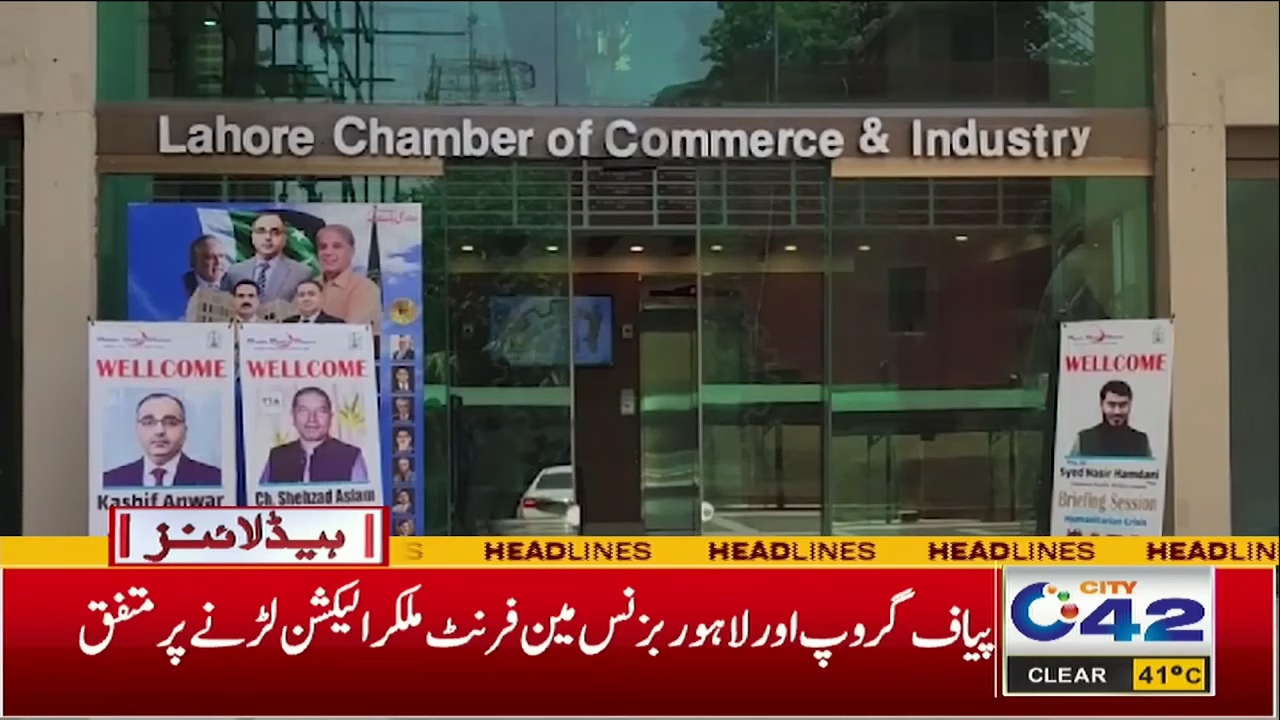 Lahore Chamber of Commerce & Industry
WELLCOME
Kashif Anwar
WELLCOME
Ch. Shehzad Aslam
WELLCOME
Syed Nasir Hamdani
Briefing Session
Humanitarian Crisis
ہیڈلائنز
HEADLINES HEADLINES HEADLINES HEADLIN
پیاف گروپ اور لاہور بزنس مین فرنٹ ملکر الیکشن لڑنے پر متفق
CITY
42
CLEAR 41°C